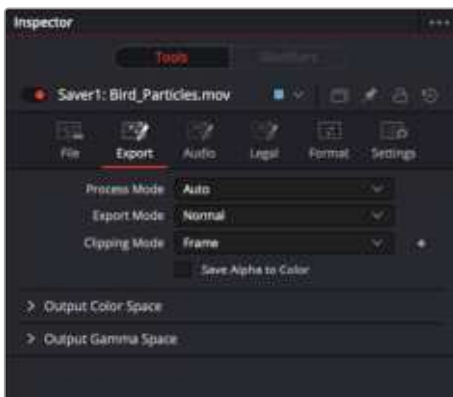 Inspector
Tools Modifiers
Saver1: Bird_Particles.mov
File Export Audio Legal Format Settings
Process Mode Auto
Export Mode Normal
Clipping Mode Frame
Save Alpha to Color
Output Color Space
Output Gamma Space